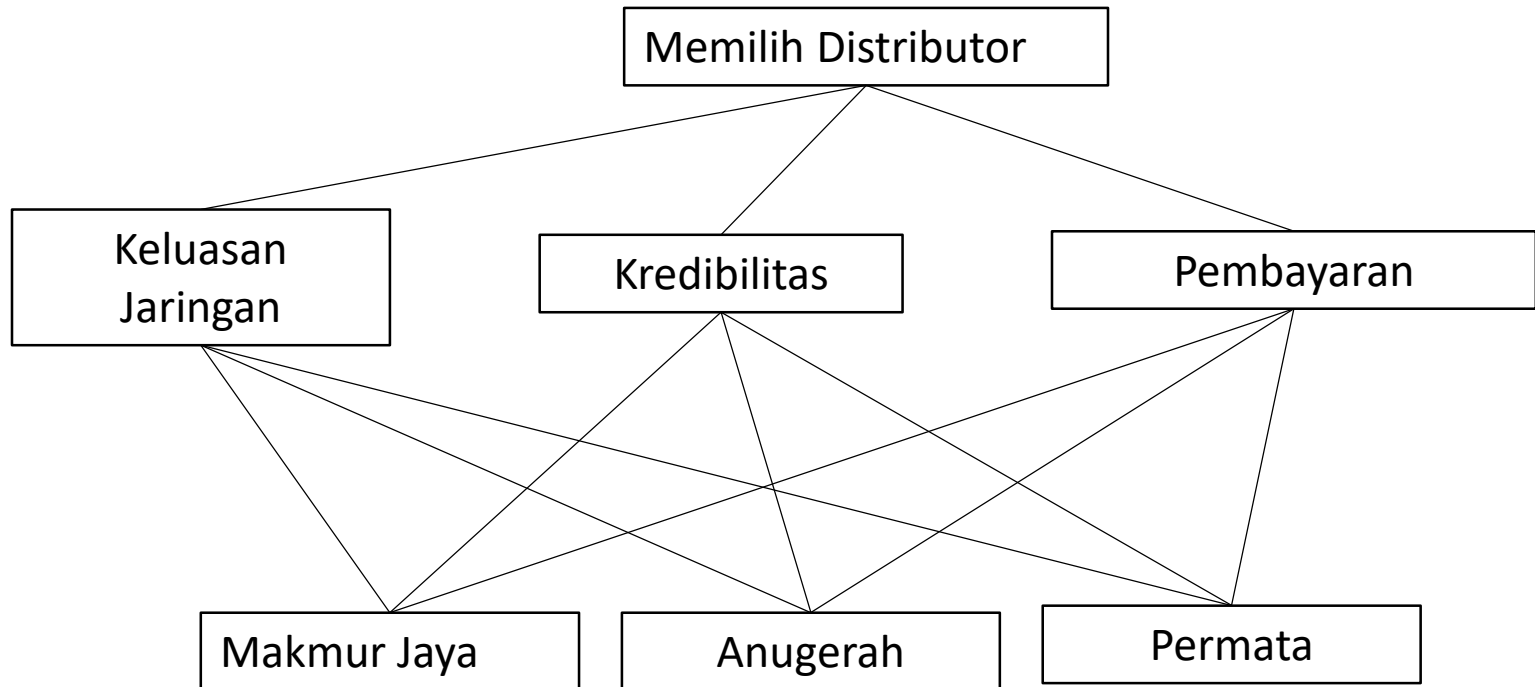 Memilih Distributor
Keluasan
Jaringan
Kredibilitas
Pembayaran
Makmur Jaya
Anugerah
Permata